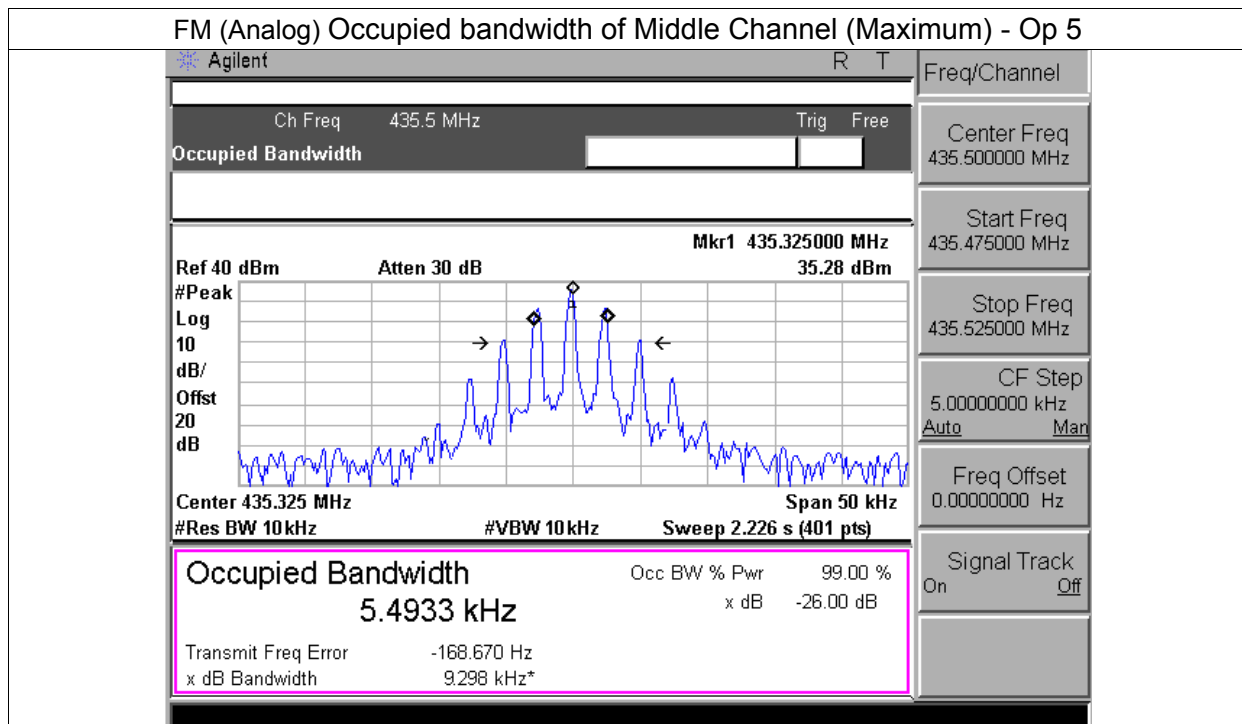 FM (Analog) Occupied bandwidth of Middle Channel (Maximum) - Op 5
Agilent R T
Ch Freq 435.5 MHz Trig Free
Occupied Bandwidth
Mkr1 435.325000 MHz
Ref 40 dBm Atten 30 dB 35.28 dBm
#Peak
Log
10
dB/
Offst
20
dB
1
Center 435.325 MHz Span 50 kHz
#Res BW 10 kHz #VBW 10 kHz Sweep 2.226 s (401 pts)
Occupied Bandwidth
5.4933 kHz
Occ BW % Pwr 99.00 %
x dB -26.00 dB
Transmit Freq Error -168.670 Hz
x dB Bandwidth 9.298 kHz*
Freq/Channel
Center Freq
435.500000 MHz
Start Freq
435.475000 MHz
Stop Freq
435.525000 MHz
CF Step
5.00000000 kHz
Auto Man
Freq Offset
0.00000000 Hz
Signal Track
On Off